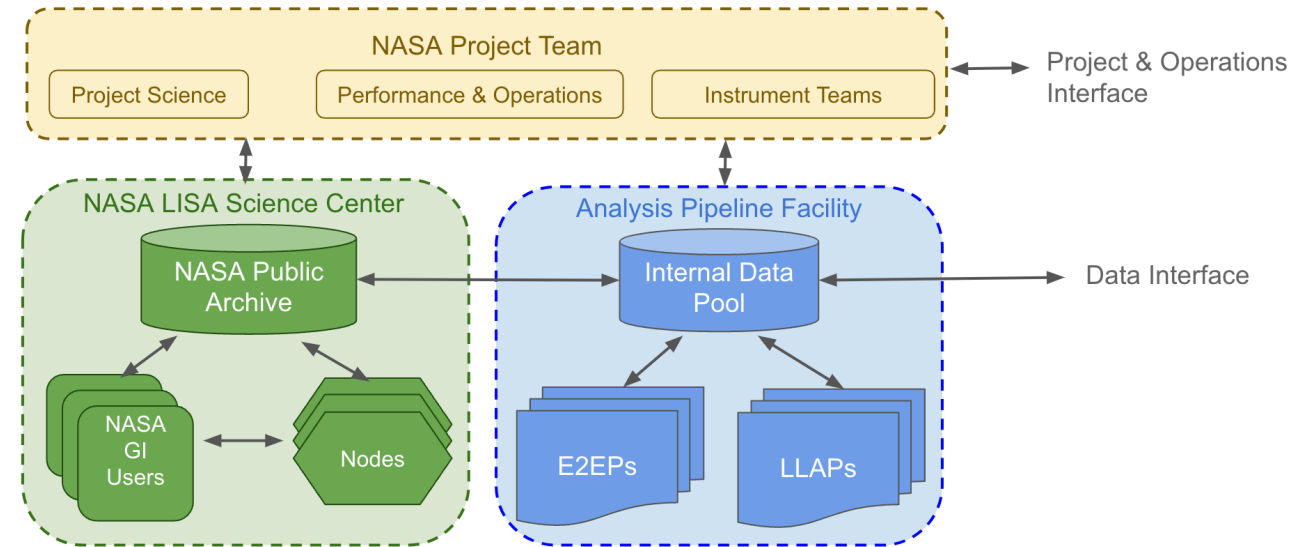 NASA Project Team
Project Science
Performance & Operations
Instrument Teams
Project & Operations
Interface
NASA LISA Science Center
NASA Public
Archive
NASA
GI
Users
Nodes
Analysis Pipeline Facility
Internal Data
Pool
E2EPs
LLAPs
Data Interface